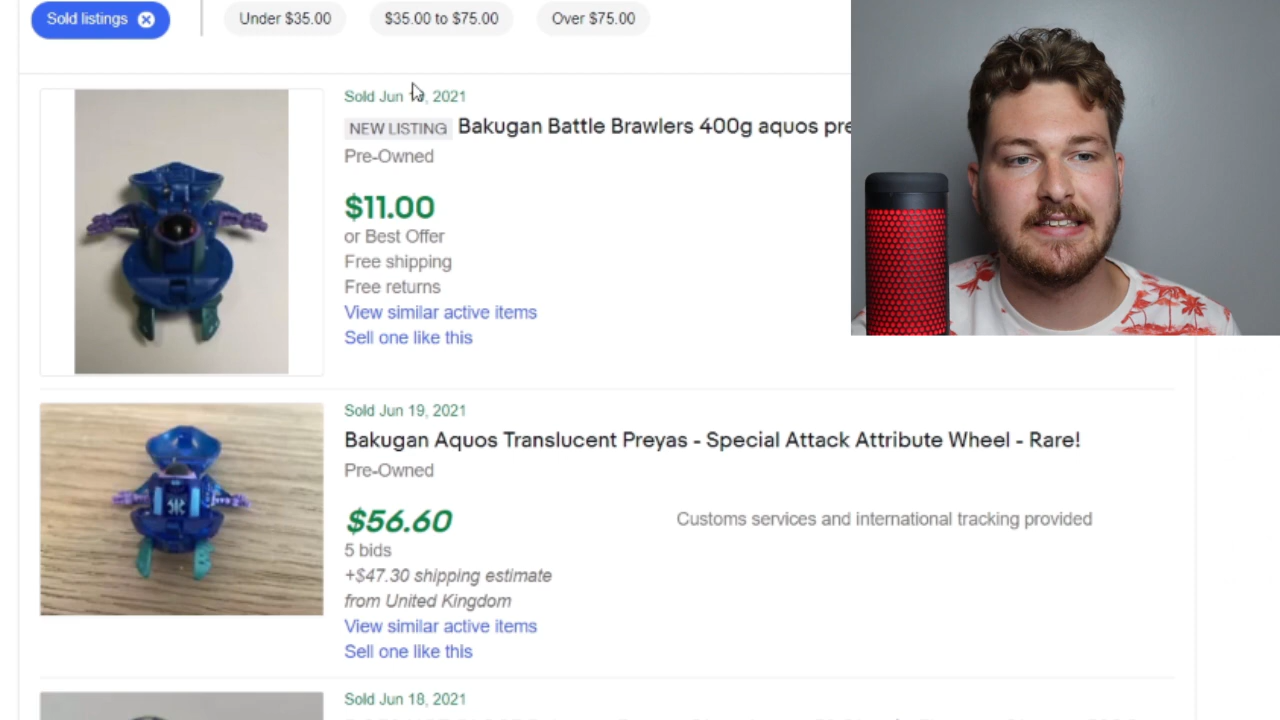 Sold listings
Under $35.00
$35.00 to $75.00
Over $75.00
Sold Jun , 2021
NEW LISTING Bakugan Battle Brawlers 400g aquos pre
Pre-Owned
$11.00
or Best Offer
Free shipping
Free returns
View similar active items
Sell one like this
Sold Jun 19, 2021
Bakugan Aquos Translucent Preyas - Special Attack Attribute Wheel - Rare!
Pre-Owned
$56.60
Customs services and international tracking provided
5 bids
+$47.30 shipping estimate
from United Kingdom
View similar active items
Sell one like this
Sold Jun 18, 2021